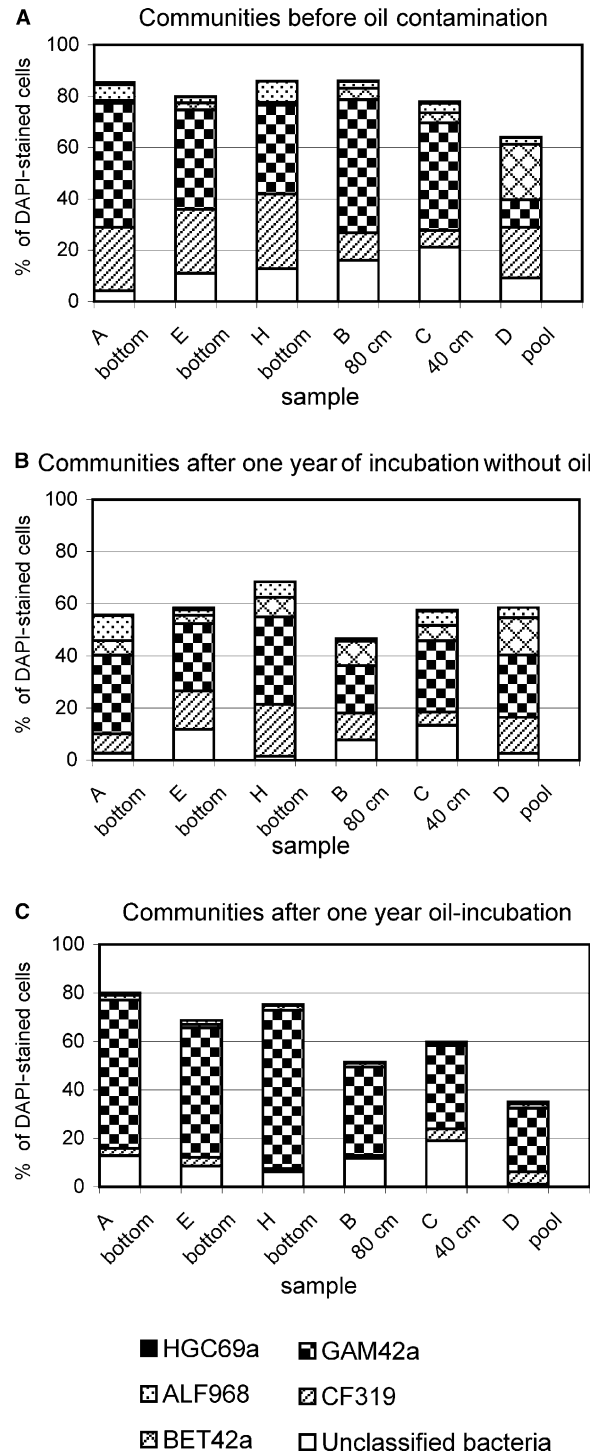 A Communities before oil contamination
% of DAPI-stained cells
100
80
60
40
20
0
A bottom
E bottom
H bottom
B 80 cm
C 40 cm
D pool
sample
B Communities after one year of incubation without oil
% of DAPI-stained cells
100
80
60
40
20
0
A bottom
E bottom
H bottom
B 80 cm
C 40 cm
D pool
sample
C Communities after one year oil-incubation
% of DAPI-stained cells
100
80
60
40
20
0
A bottom
E bottom
H bottom
B 80 cm
C 40 cm
D pool
sample
HGC69a GAM42a
ALF968 CF319
BET42a Unclassified bacteria